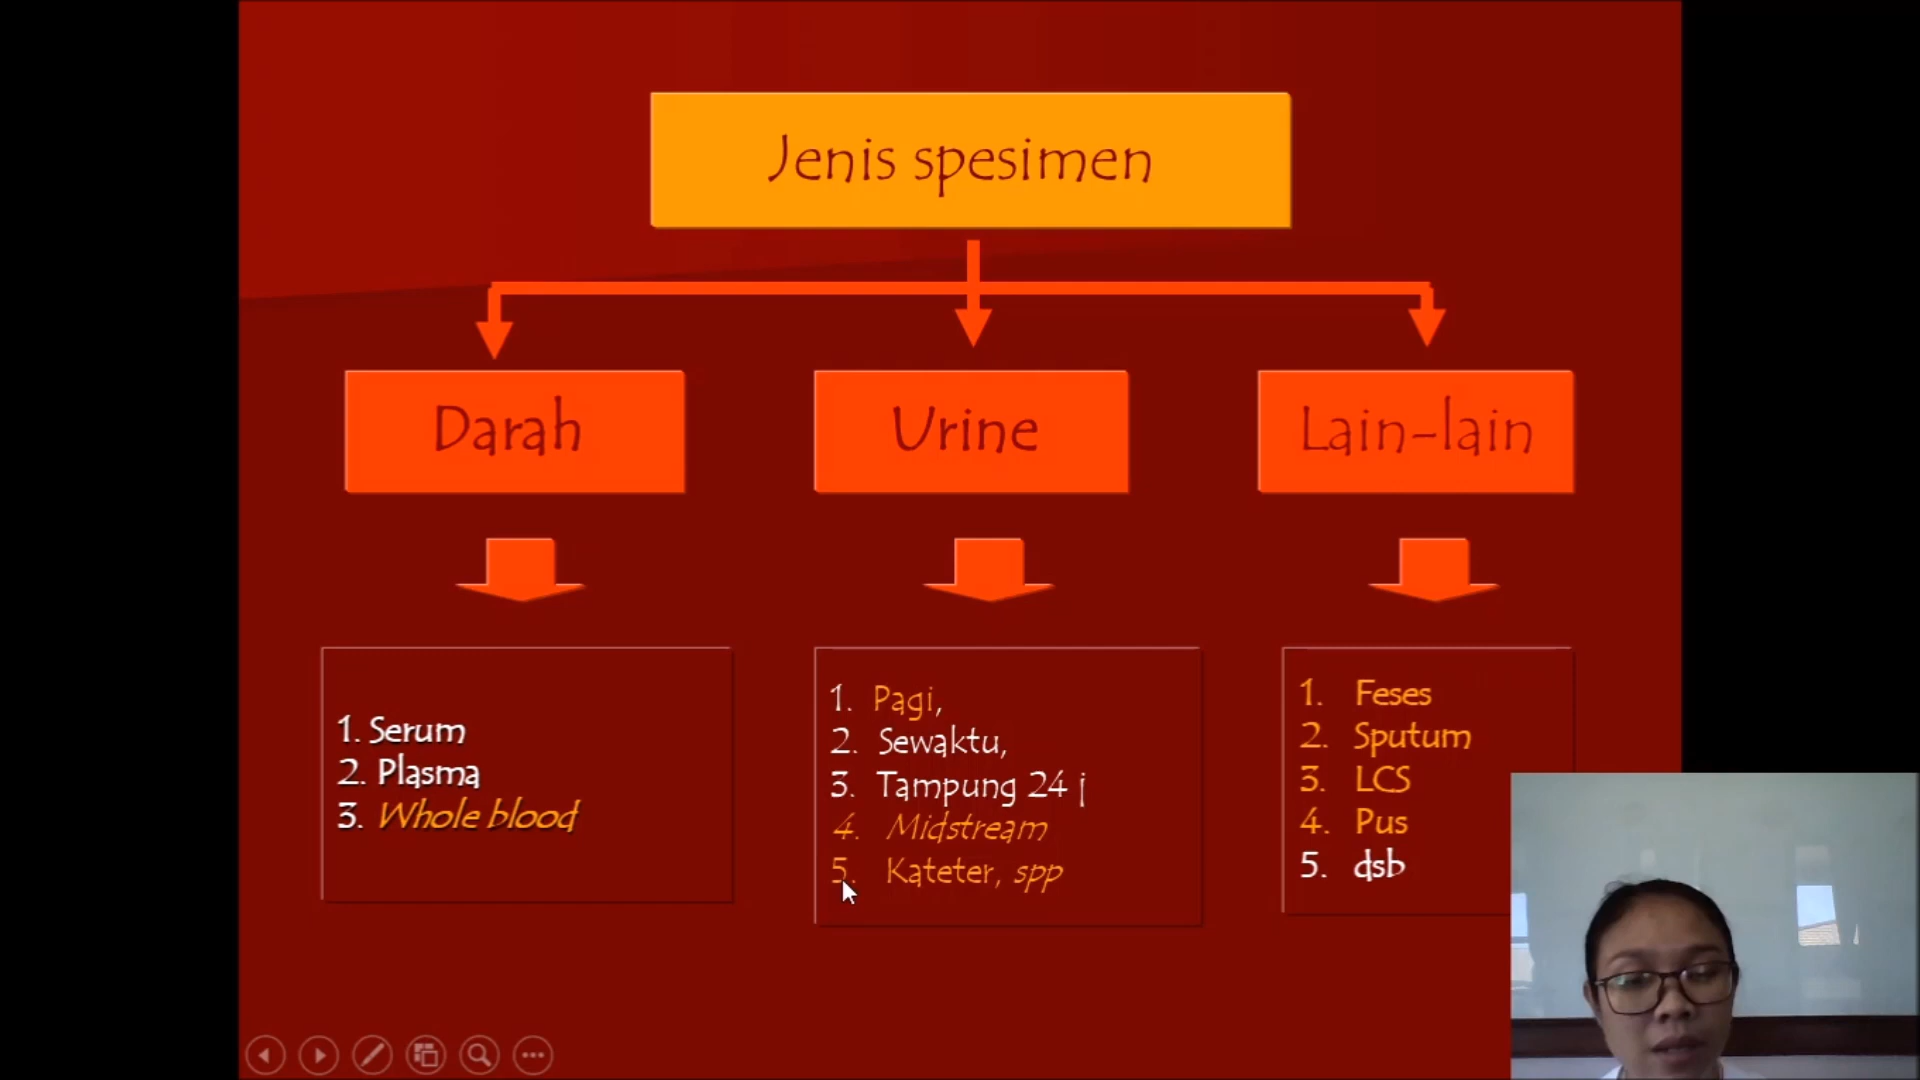 Jenis spesimen
Darah
Urine
Lain-lain
1. Serum
2. Plasma
3. Whole blood
1. Pagi,
2. Sewaktu,
3. Tampung 24 j
4. Midstream
5. Kateter, spp
1. Feses
2. Sputum
3. LCS
4. Pus
5. dsb